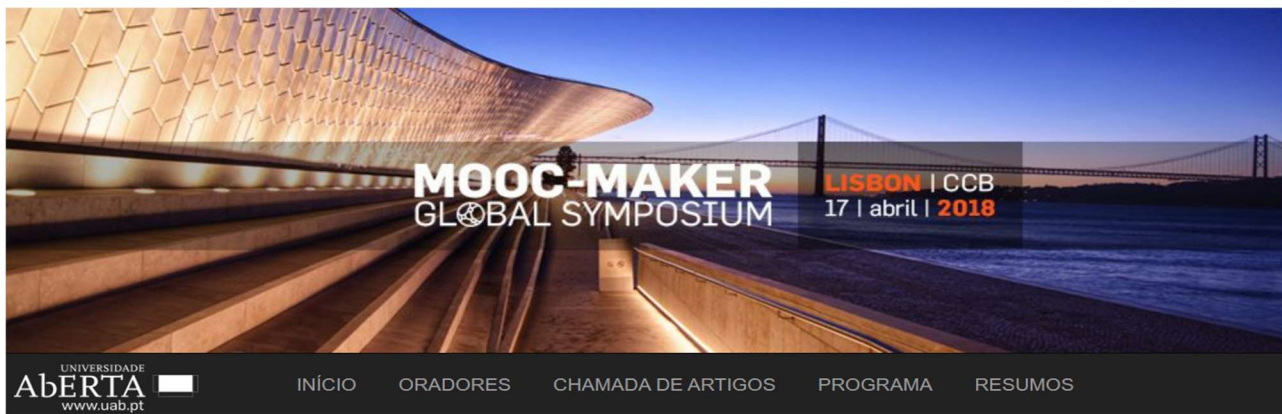 MOOC-MAKER
GLOBAL SYMPOSIUM
LISBON | CCB
17 | abril | 2018
UNIVERSIDADE
AbERTA
www.uab.pt
INÍCIO ORADORES CHAMADA DE ARTIGOS PROGRAMA RESUMOS